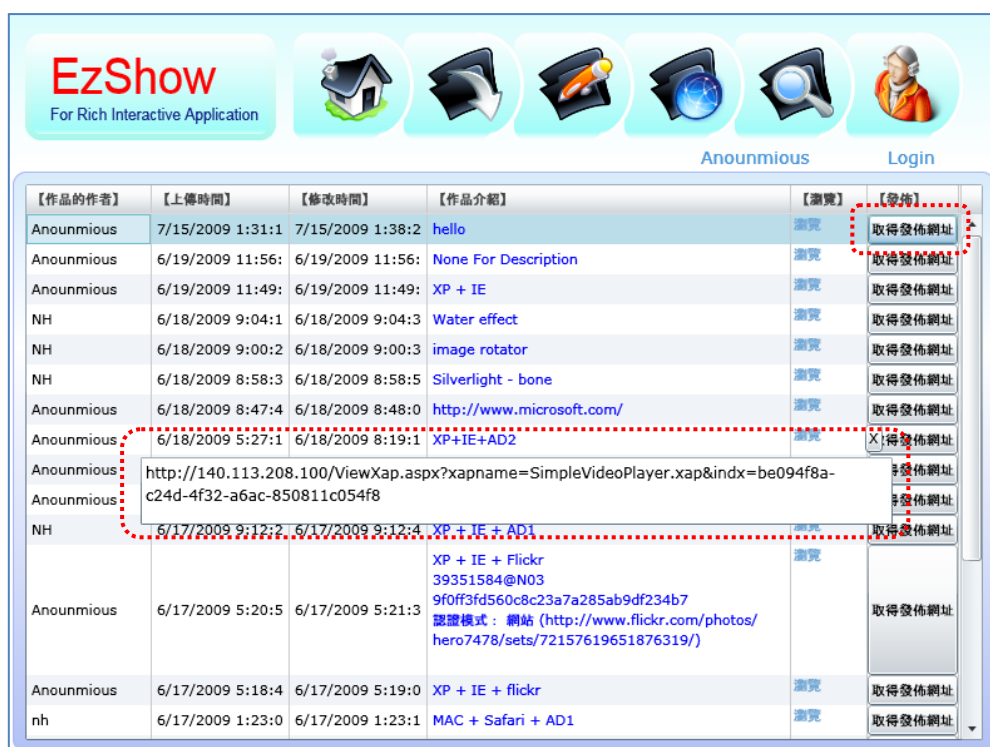 EzShow
For Rich Interactive Application
Anounmious Login
【作品的作者】 【上傳時間】 【修改時間】 【作品介紹】 【瀏覽】 【發佈】
Anounmious 7/15/2009 1:31:1 7/15/2009 1:38:2 hello 瀏覽 取得發佈網址
Anounmious 6/19/2009 11:56: 6/19/2009 11:56: None For Description 瀏覽 取得發佈網址
Anounmious 6/19/2009 11:49: 6/19/2009 11:49: XP + IE 瀏覽 取得發佈網址
NH 6/18/2009 9:04:1 6/18/2009 9:04:3 Water effect 瀏覽 取得發佈網址
NH 6/18/2009 9:00:2 6/18/2009 9:00:3 image rotator 瀏覽 取得發佈網址
NH 6/18/2009 8:58:3 6/18/2009 8:58:5 Silverlight - bone 瀏覽 取得發佈網址
Anounmious 6/18/2009 8:47:4 6/18/2009 8:48:0 http://www.microsoft.com/ 瀏覽 取得發佈網址
Anounmious 6/18/2009 5:27:1 6/18/2009 8:19:1 XP+IE+AD2 瀏覽 X 得發佈網址
Anounmious
http://140.113.208.100/ViewXap.aspx?xapname=SimpleVideoPlayer.xap&indx=be094f8a-
c24d-4f32-a6ac-850811c054f8
Anounmious
NH 6/17/2009 9:12:2 6/17/2009 9:12:4 XP + IE + AD1 瀏覽 取得發佈網址
XP + IE + Flickr 瀏覽
39351584@N03
9f0ff3fd560c8c23a7a285ab9df234b7
Anounmious 6/17/2009 5:20:5 6/17/2009 5:21:3 認證模式： 網站 (http://www.flickr.com/photos/ 取得發佈網址
hero7478/sets/72157619651876319/)
Anounmious 6/17/2009 5:18:4 6/17/2009 5:19:0 XP + IE + flickr 瀏覽 取得發佈網址
nh 6/17/2009 1:23:0 6/17/2009 1:23:1 MAC + Safari + AD1 瀏覽 取得發佈網址